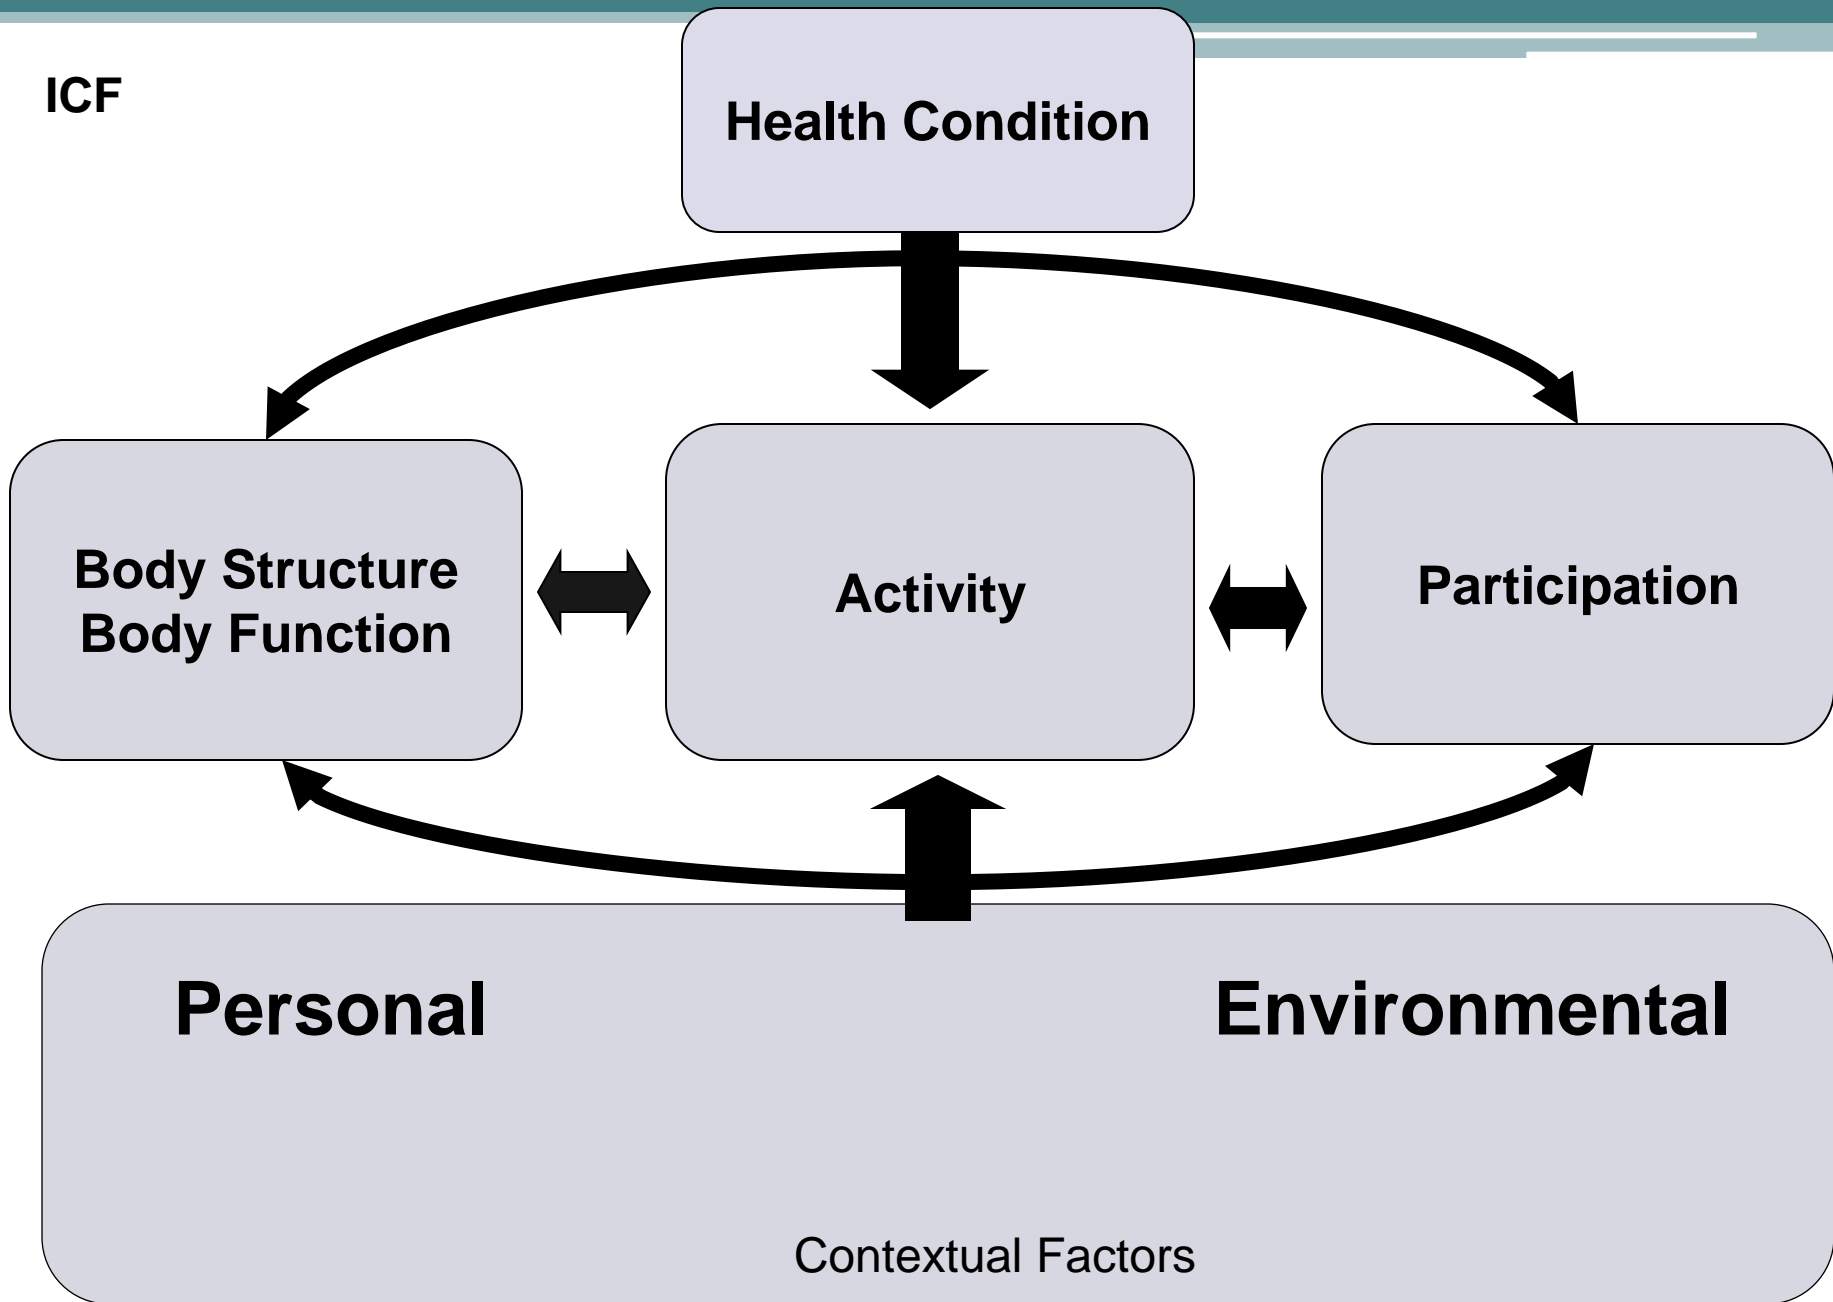 ICF
Health Condition
Body Structure
Body Function
Activity
Participation
Personal
Environmental
Contextual Factors